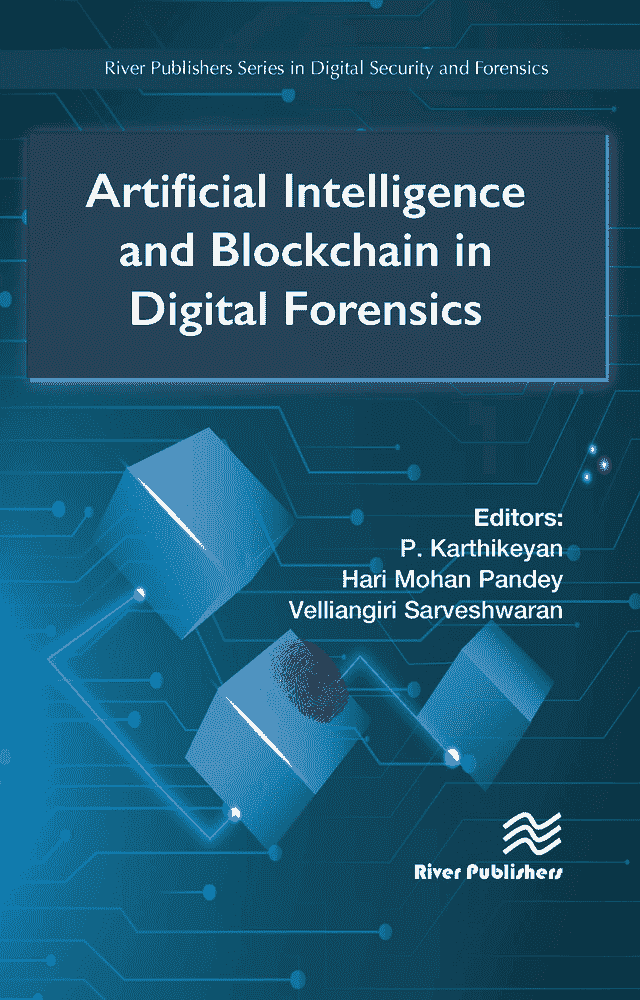 River Publishers Series in Digital Security and Forensics
Artificial Intelligence
and Blockchain in
Digital Forensics
Editors:
P. Karthikeyan
Hari Mohan Pandey
Velliangiri Sarveshwaran
River Publishers